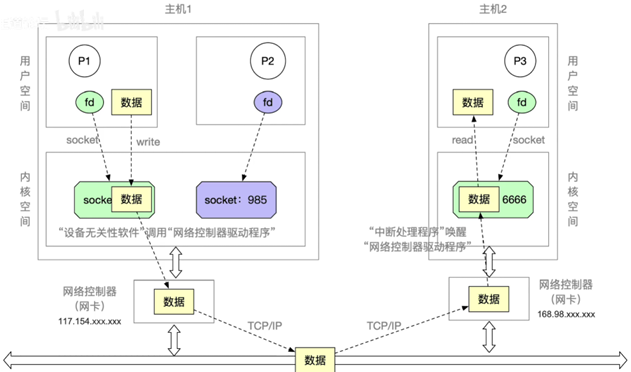 主机1
主机2
用户空间
P1
P2
fd
数据
fd
socket
write
内核空间
socke
数据
socket：985
“设备无关性软件”调用“网络控制器驱动程序”
P3
数据
fd
用户空间
read
socket
数据
6666
内核空间
“中断处理程序”唤醒
“网络控制器驱动程序”
网络控制器
（网卡）
117.154.xxx.xxx
数据
TCP/IP
数据
TCP/IP
数据
网络控制器
（网卡）
168.98.xxx.xxx